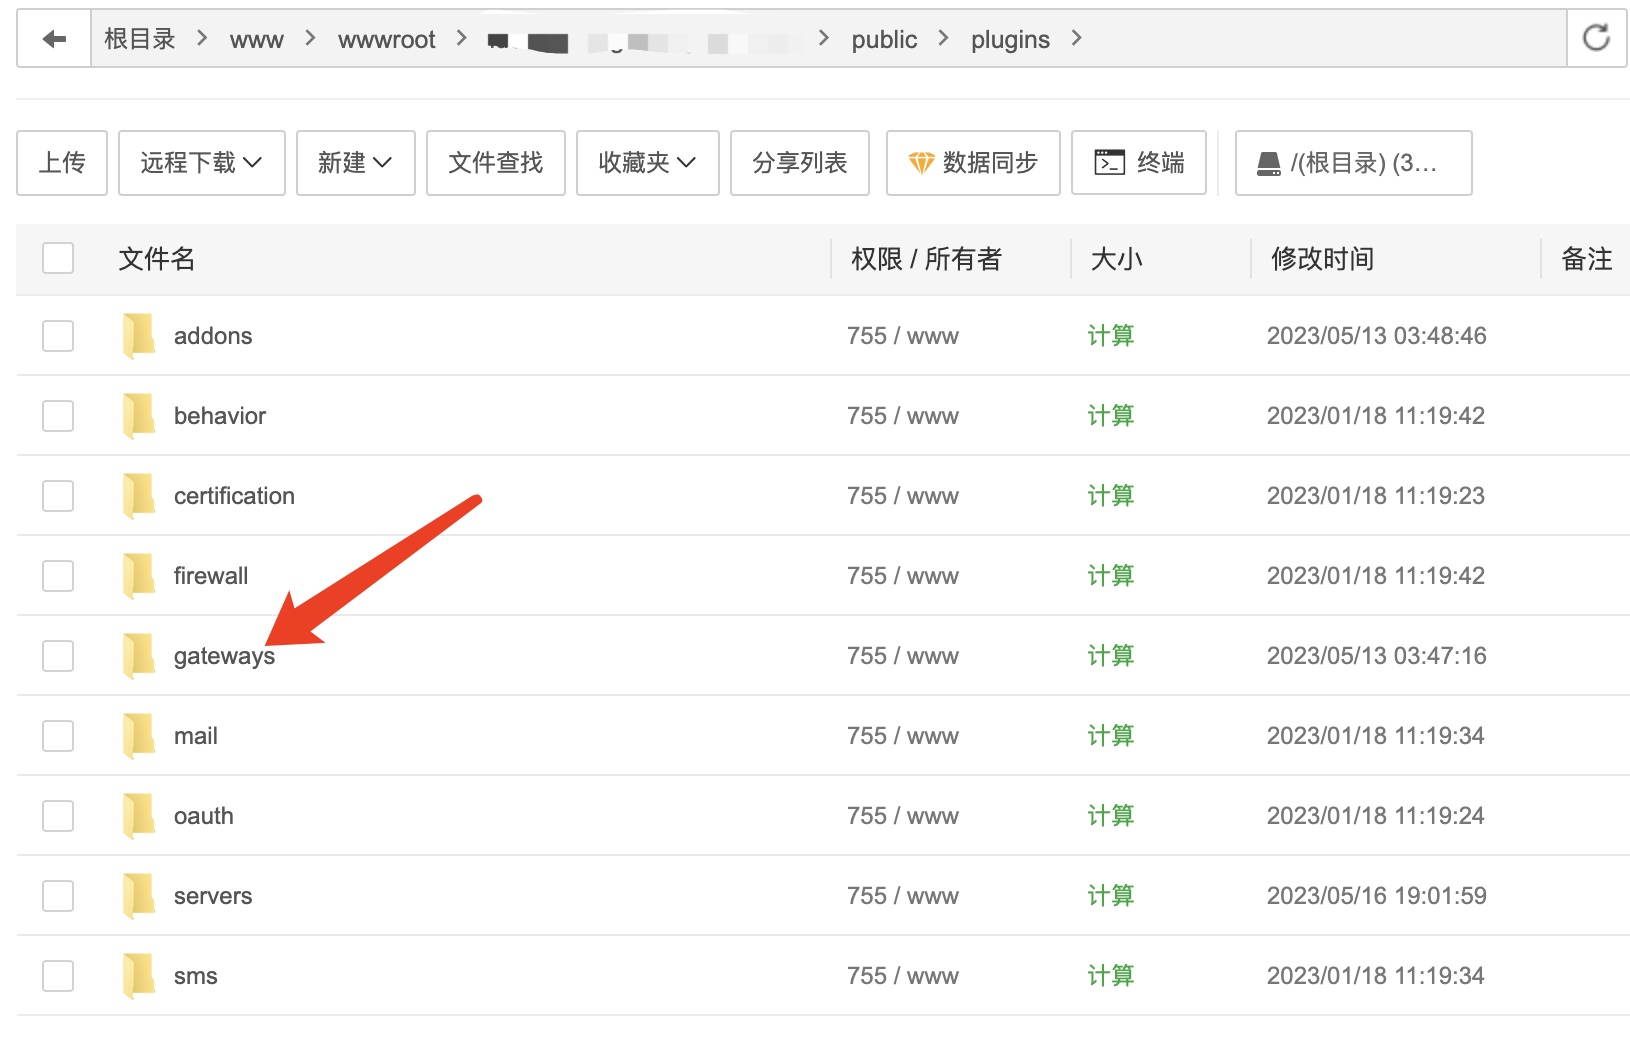 根目录 > www > wwwroot > > public > plugins >
上传 远程下载 新建 文件查找 收藏夹 分享列表 数据同步 终端 /(根目录) (3...
文件名 权限 / 所有者 大小 修改时间 备注
addons 755 / www 计算 2023/05/13 03:48:46
behavior 755 / www 计算 2023/01/18 11:19:42
certification 755 / www 计算 2023/01/18 11:19:23
firewall 755 / www 计算 2023/01/18 11:19:42
gateways 755 / www 计算 2023/05/13 03:47:16
mail 755 / www 计算 2023/01/18 11:19:34
oauth 755 / www 计算 2023/01/18 11:19:24
servers 755 / www 计算 2023/05/16 19:01:59
sms 755 / www 计算 2023/01/18 11:19:34